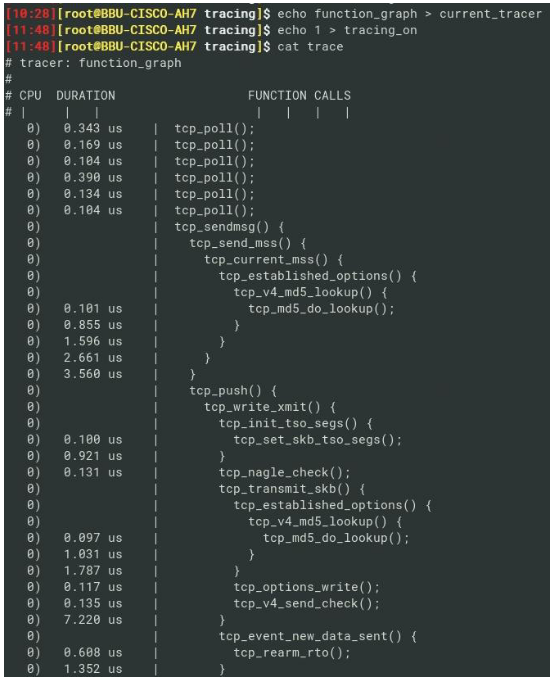 [10:28][root@BBU-CISCO-AH7 tracing]$ echo function_graph > current_tracer
[11:48][root@BBU-CISCO-AH7 tracing]$ echo 1 > tracing_on
[11:48][root@BBU-CISCO-AH7 tracing]$ cat trace
# tracer: function_graph
#
# CPU  DURATION                  FUNCTION CALLS
# |     |   |                     |   |   |   |
   0)   0.343 us    |  tcp_poll();
   0)   0.169 us    |  tcp_poll();
   0)   0.104 us    |  tcp_poll();
   0)   0.390 us    |  tcp_poll();
   0)   0.134 us    |  tcp_poll();
   0)   0.104 us    |  tcp_poll();
   0)               |  tcp_sendmsg() {
   0)               |    tcp_send_mss() {
   0)               |      tcp_current_mss() {
   0)               |        tcp_established_options() {
   0)               |          tcp_v4_md5_lookup() {
   0)   0.101 us    |            tcp_md5_do_lookup();
   0)   0.855 us    |          }
   0)   1.596 us    |        }
   0)   2.661 us    |      }
   0)   3.560 us    |    }
   0)               |    tcp_push() {
   0)               |      tcp_write_xmit() {
   0)               |        tcp_init_tso_segs() {
   0)   0.100 us    |          tcp_set_skb_tso_segs();
   0)   0.921 us    |        }
   0)   0.131 us    |        tcp_nagle_check();
   0)               |        tcp_transmit_skb() {
   0)               |          tcp_established_options() {
   0)               |            tcp_v4_md5_lookup() {
   0)   0.097 us    |              tcp_md5_do_lookup();
   0)   1.031 us    |            }
   0)   1.787 us    |          }
   0)   0.117 us    |          tcp_options_write();
   0)   0.135 us    |          tcp_v4_send_check();
   0)   7.220 us    |        }
   0)               |        tcp_event_new_data_sent() {
   0)   0.608 us    |          tcp_rearm_rto();
   0)   1.352 us    |        }